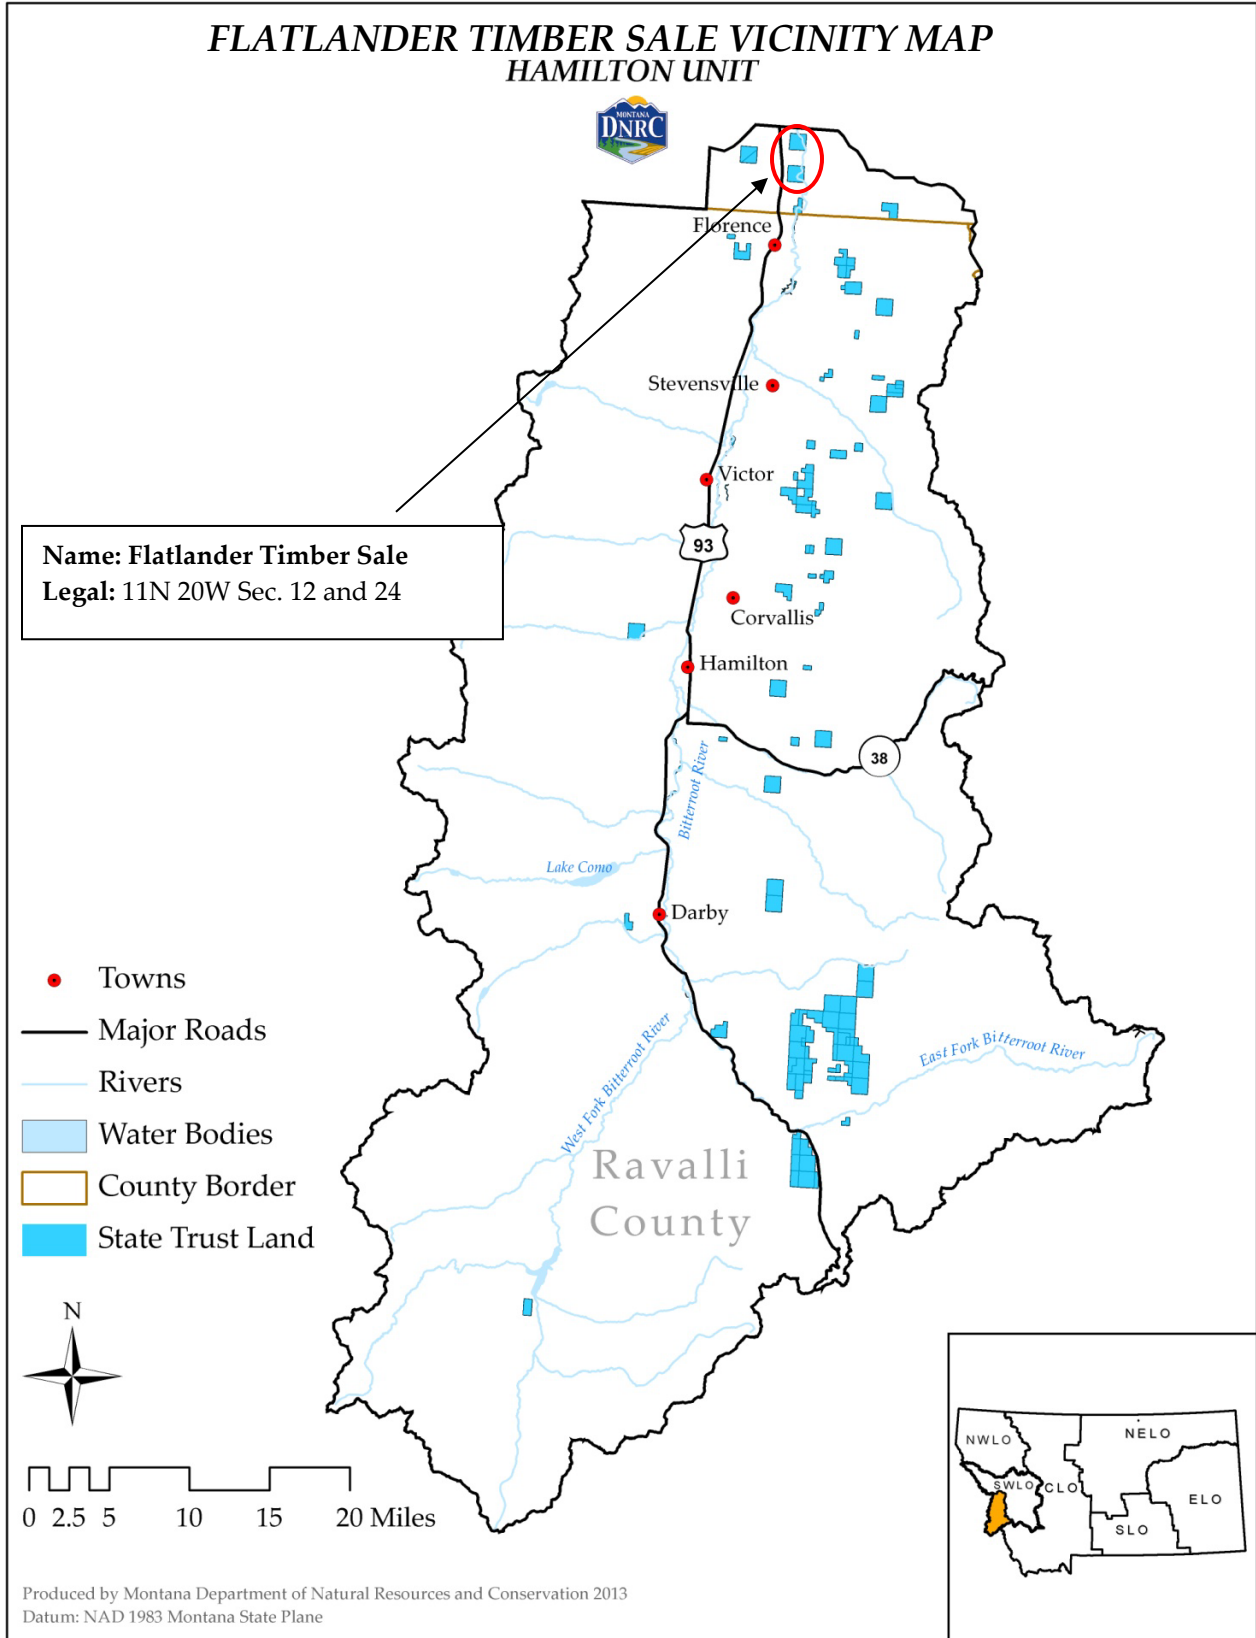 FLATLANDER TIMBER SALE VICINITY MAP
HAMILTON UNIT
MONTANA
DNRC
Florence
Stevensville
Victor
93
Name: Flatlander Timber Sale
Legal: 11N 20W Sec. 12 and 24
Corvallis
Hamilton
38
Bitterroot River
Lake Como
Darby
Towns
Major Roads
Rivers
Water Bodies
County Border
State Trust Land
West Fork Bitterroot River
East Fork Bitterroot River
Ravalli
County
N
0 2.5 5 10 15 20 Miles
NWLO
SWLO
CLO
NELO
ELO
SLO
Produced by Montana Department of Natural Resources and Conservation 2013
Datum: NAD 1983 Montana State Plane